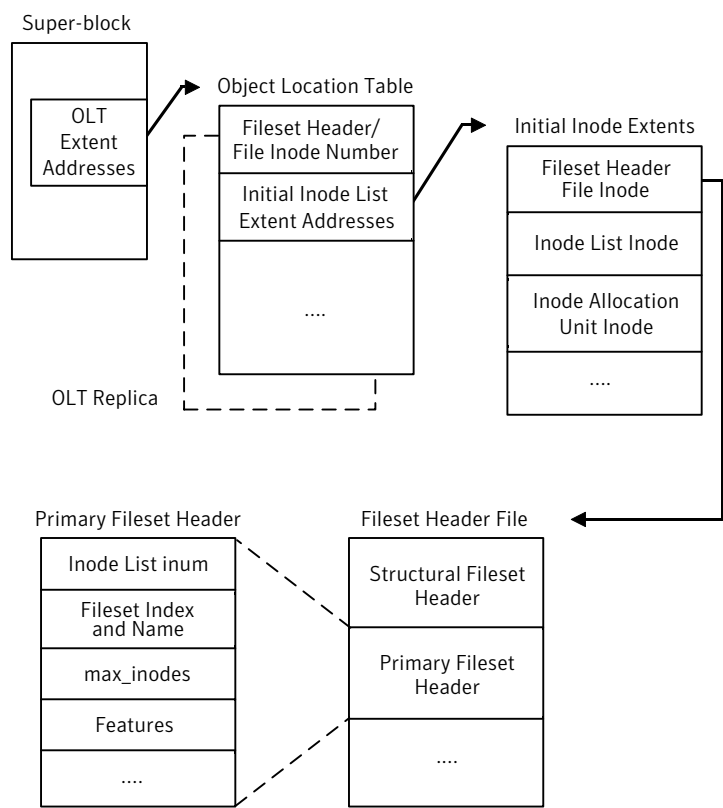 Super-block
OLT
Extent
Addresses
Object Location Table
Fileset Header/
File Inode Number
Initial Inode List
Extent Addresses
....
OLT Replica
Initial Inode Extents
Fileset Header
File Inode
Inode List Inode
Inode Allocation
Unit Inode
....
Primary Fileset Header
Inode List inum
Fileset Index
and Name
max_inodes
Features
....
Fileset Header File
Structural Fileset
Header
Primary Fileset
Header
....